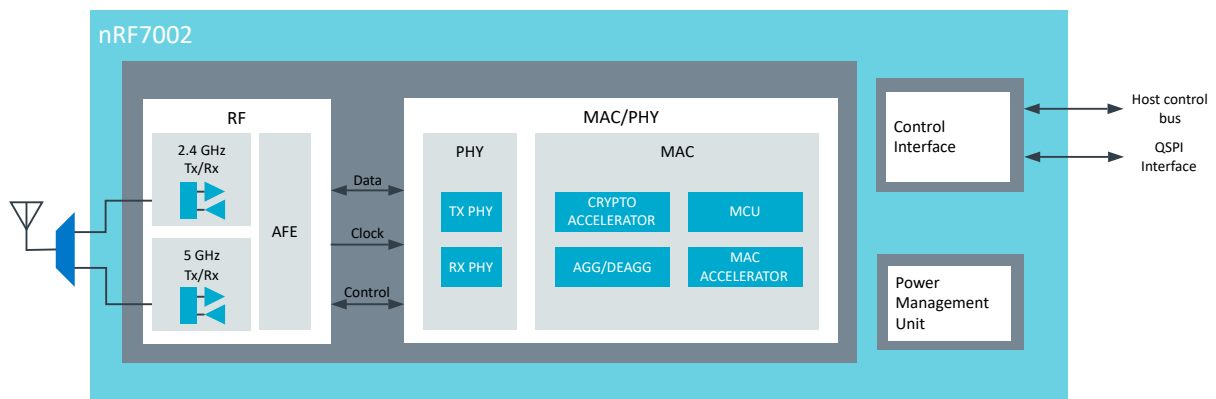 nRF7002
RF
2.4 GHz
Tx/Rx
5 GHz
Tx/Rx
AFE
Data
Clock
Control
MAC/PHY
PHY
TX PHY
RX PHY
MAC
CRYPTO
ACCELERATOR
MCU
AGG/DEAGG
MAC
ACCELERATOR
Control
Interface
Host control
bus
QSPI
Interface
Power
Management
Unit